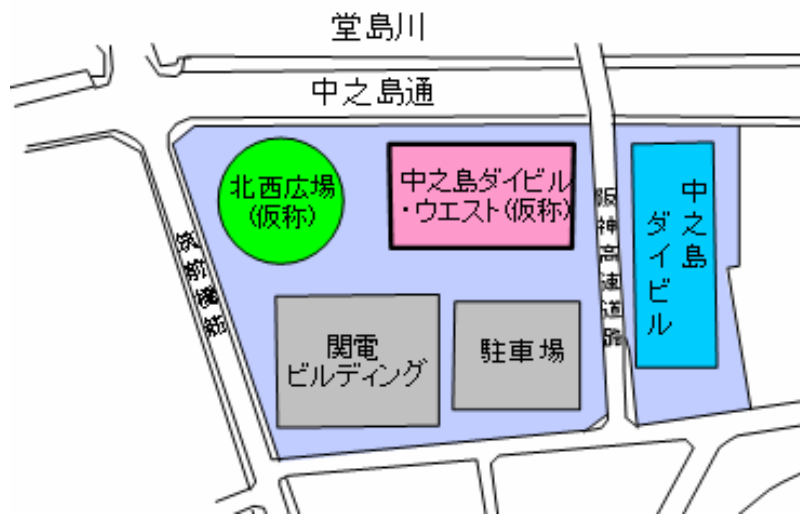 堂島川
中之島通
北西広場
(仮称)
中之島ダイビル
・ウエスト(仮称)
阪神高速道路
中之島
ダイビル
関電
ビルディング
駐車場